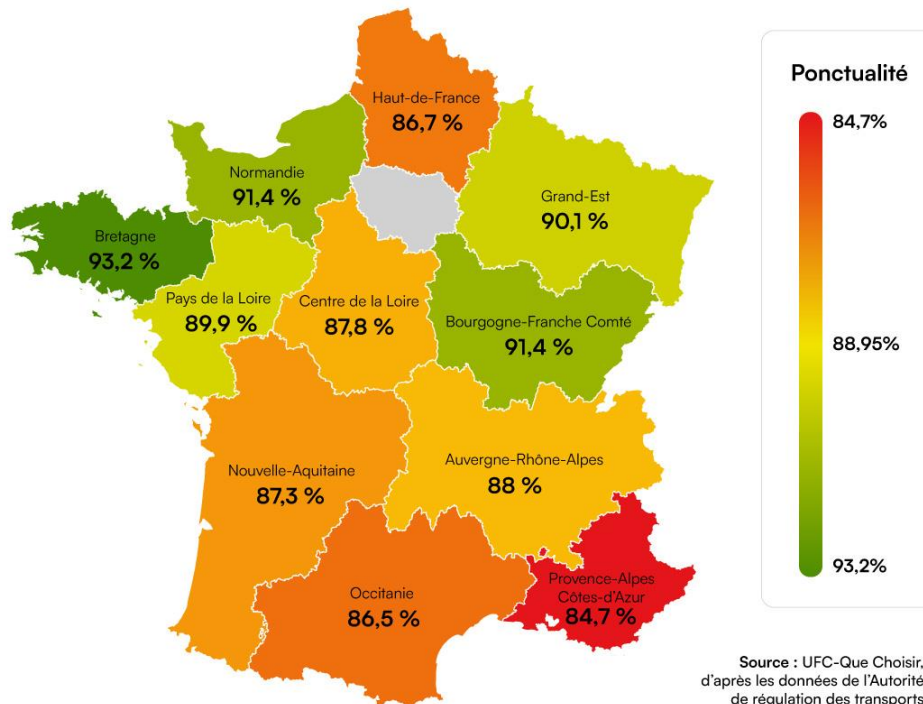 Haut-de-France
86,7 %
Normandie
91,4 %
Grand-Est
90,1 %
Bretagne
93,2 %
Pays de la Loire
89,9 %
Centre de la Loire
87,8 %
Bourgogne-Franche Comté
91,4 %
Nouvelle-Aquitaine
87,3 %
Auvergne-Rhône-Alpes
88 %
Occitanie
86,5 %
Provence-Alpes
Côtes-d'Azur
84,7 %
Ponctualité
84,7%
88,95%
93,2%
Source : UFC-Que Choisir,
d'après les données de l'Autorité
de régulation des transports